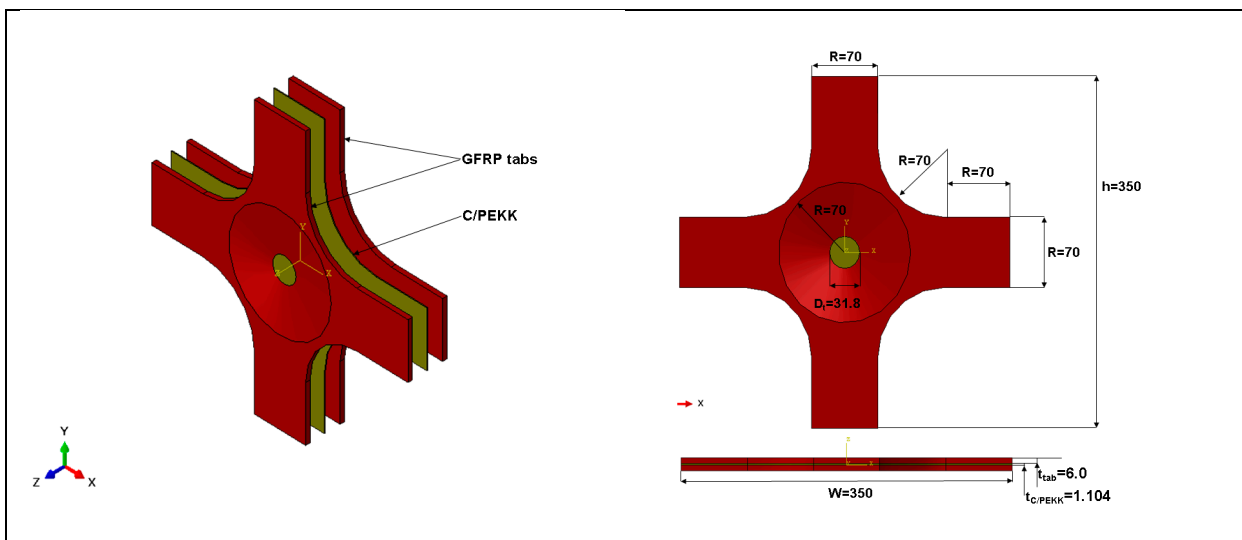 GFRP tabs
C/PEKK
Y
Z
X
Y
Z
X
R=70
R=70
R=70
R=70
h=350
R=70
Y
X
Dt=31.8
X
z
X
ttab=6.0
W=350
tC/PEKK=1.104